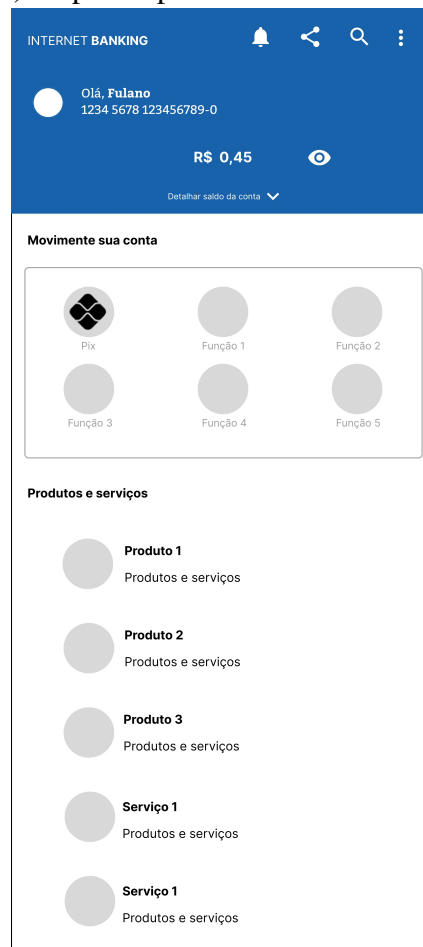 INTERNET BANKING
Olá, Fulano
1234 5678 123456789-0
R$ 0,45
Detalhar saldo da conta
Movimente sua conta
Pix Função 1 Função 2
Função 3 Função 4 Função 5
Produtos e serviços
Produto 1
Produtos e serviços
Produto 2
Produtos e serviços
Produto 3
Produtos e serviços
Serviço 1
Produtos e serviços
Serviço 1
Produtos e serviços